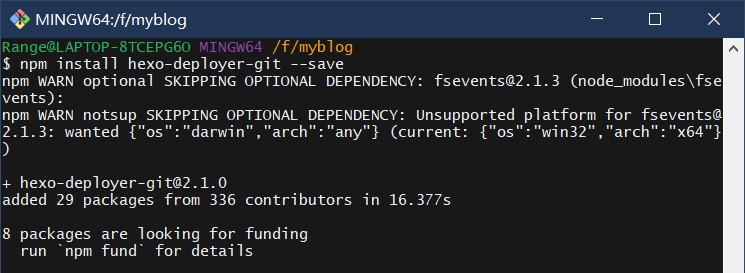 MINGW64:/f/myblog
Range@LAPTOP-8TCEPG6O MINGW64 /f/myblog
$ npm install hexo-deployer-git --save
npm WARN optional SKIPPING OPTIONAL DEPENDENCY: fsevents@2.1.3 (node_modules\fse
vents):
npm WARN notsup SKIPPING OPTIONAL DEPENDENCY: Unsupported platform for fsevents@
2.1.3: wanted {"os":"darwin","arch":"any"} (current: {"os":"win32","arch":"x64"}
)
+ hexo-deployer-git@2.1.0
added 29 packages from 336 contributors in 16.377s
8 packages are looking for funding
  run `npm fund` for details